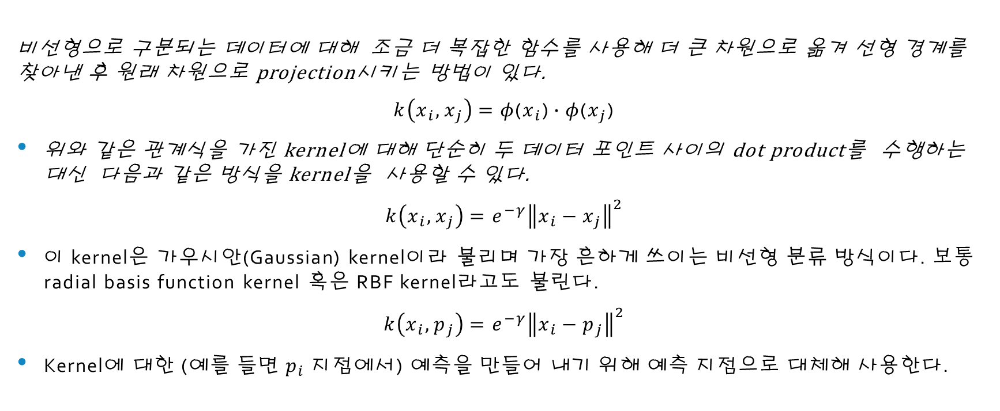 비선형으로 구분되는 데이터에 대해 조금 더 복잡한 함수를 사용해 더 큰 차원으로 옮겨 선형 경계를
찾아낸 후 원래 차원으로 projection시키는 방법이 있다.
k(x_i, x_j) = ϕ(x_i) · ϕ(x_j)
• 위와 같은 관계식을 가진 kernel에 대해 단순히 두 데이터 포인트 사이의 dot product를 수행하는
대신 다음과 같은 방식을 kernel을 사용할 수 있다.
k(x_i, x_j) = e^{−γ}‖x_i − x_j‖^2
• 이 kernel은 가우시안(Gaussian) kernel이라 불리며 가장 흔하게 쓰이는 비선형 분류 방식이다. 보통
radial basis function kernel 혹은 RBF kernel라고도 불린다.
k(x_i, p_j) = e^{−γ}‖x_i − p_j‖^2
• Kernel에 대한 (예를 들면 p_i 지점에서) 예측을 만들어 내기 위해 예측 지점으로 대체해 사용한다.